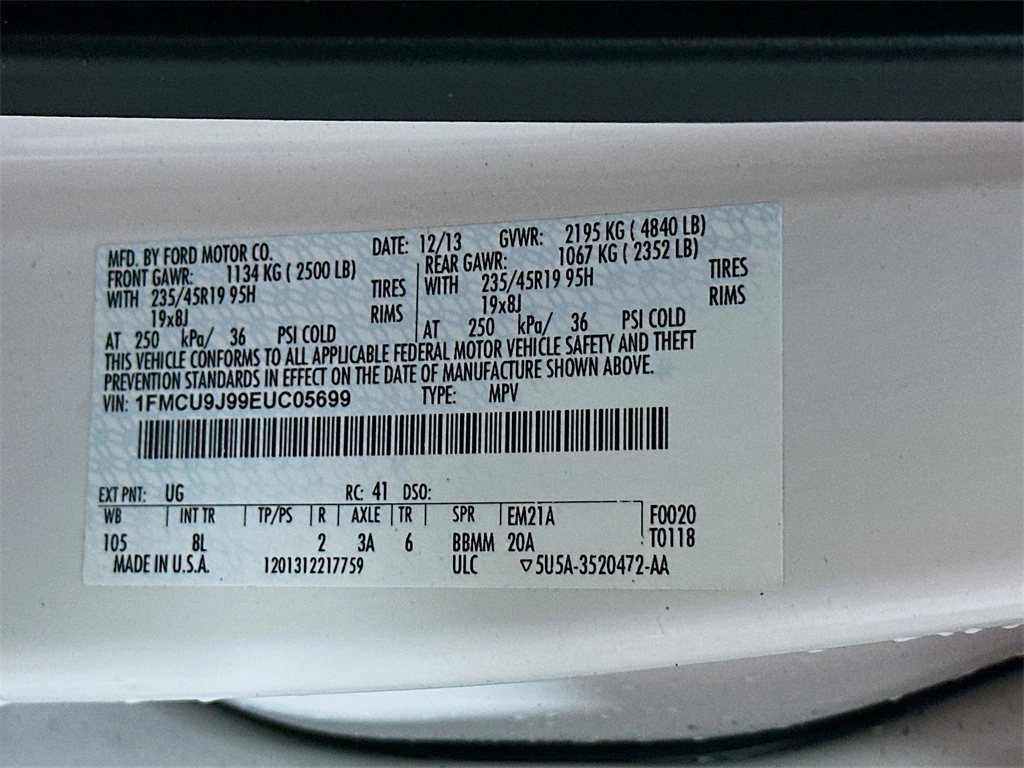 MFD. BY FORD MOTOR CO. DATE: 12/13 GVWR: 2195 KG ( 4840 LB)
FRONT GAWR: 1134 KG ( 2500 LB) REAR GAWR: 1067 KG ( 2352 LB)
WITH 235/45R19 95H TIRES WITH 235/45R19 95H TIRES
19x8J RIMS 19x8J RIMS
AT 250 kPa/ 36 PSI COLD AT 250 kPa/ 36 PSI COLD
THIS VEHICLE CONFORMS TO ALL APPLICABLE FEDERAL MOTOR VEHICLE SAFETY AND THEFT
PREVENTION STANDARDS IN EFFECT ON THE DATE OF MANUFACTURE SHOWN ABOVE.
VIN: 1FMCU9J99EUC05699 TYPE: MPV
EXT PNT: UG RC: 41 DSO:
WB INT TR TP/PS R AXLE TR SPR EM21A F0020
105 8L 2 3A 6 BBMM 20A T0118
MADE IN U.S.A. 1201312217759 ULC ▽5U5A-3520472-AA